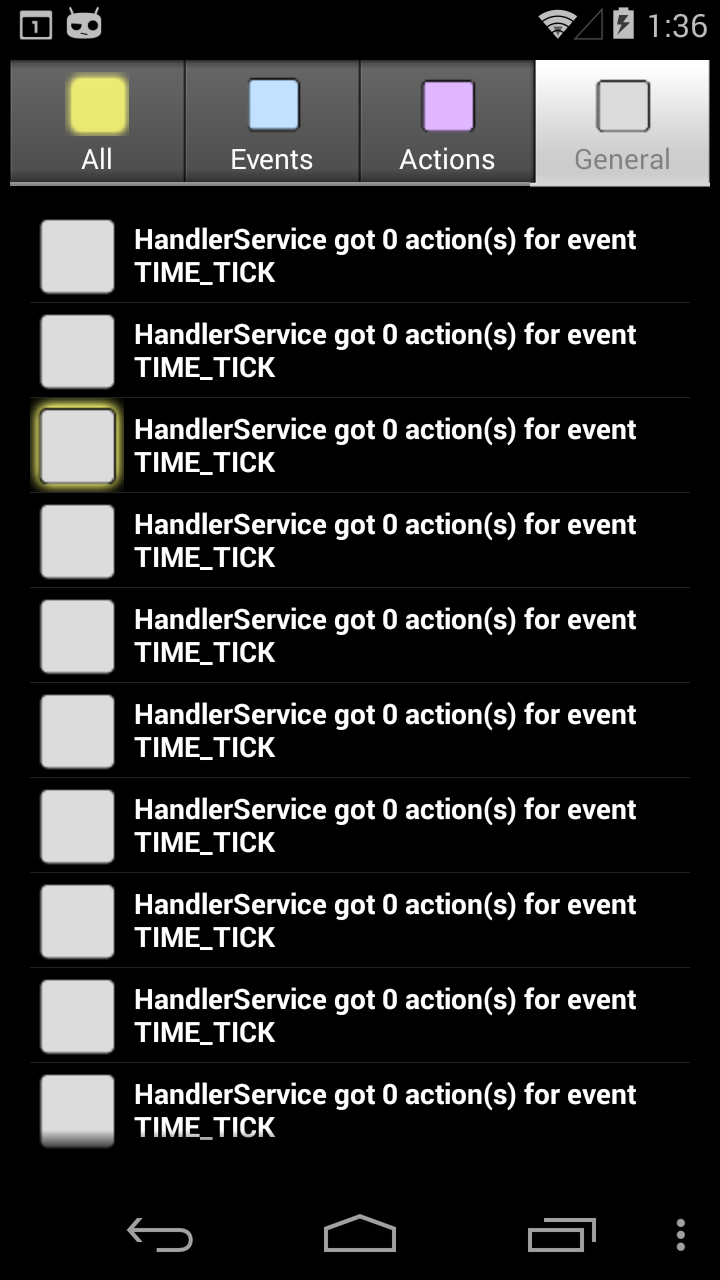 1
1:36
All
Events
Actions
General
HandlerService got 0 action(s) for event
TIME_TICK
HandlerService got 0 action(s) for event
TIME_TICK
HandlerService got 0 action(s) for event
TIME_TICK
HandlerService got 0 action(s) for event
TIME_TICK
HandlerService got 0 action(s) for event
TIME_TICK
HandlerService got 0 action(s) for event
TIME_TICK
HandlerService got 0 action(s) for event
TIME_TICK
HandlerService got 0 action(s) for event
TIME_TICK
HandlerService got 0 action(s) for event
TIME_TICK
HandlerService got 0 action(s) for event
TIME_TICK